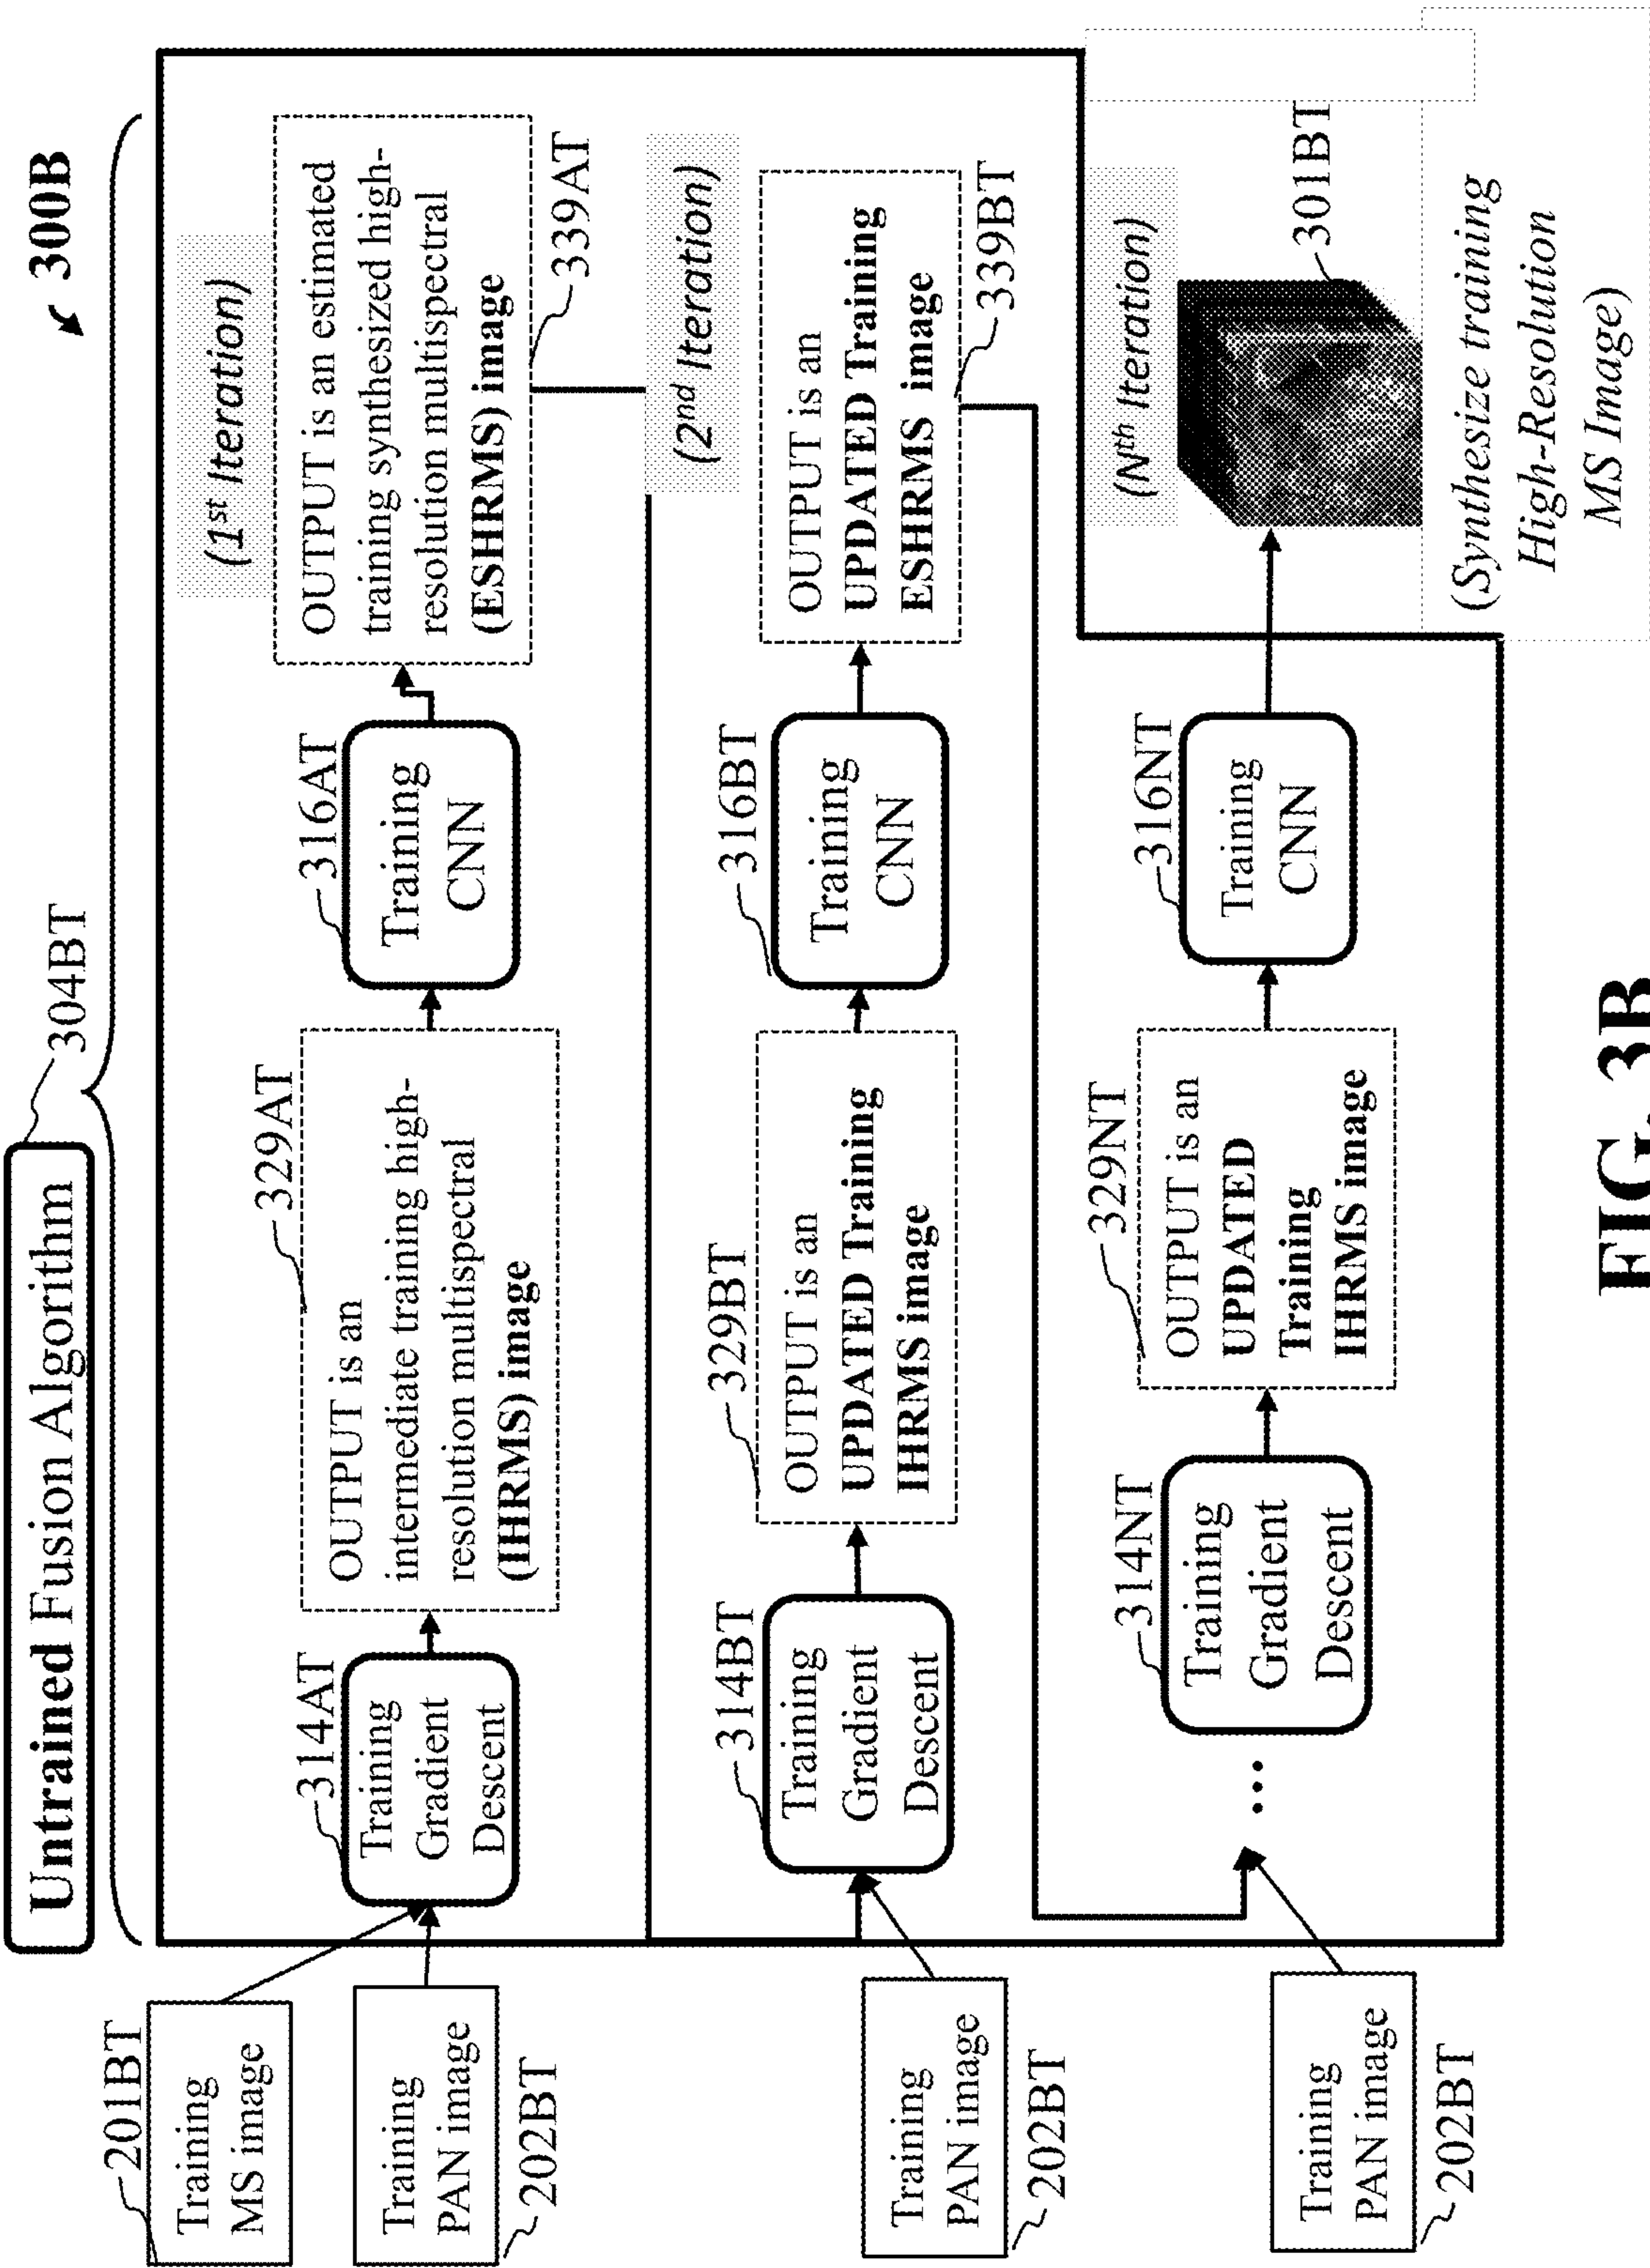 300B
Untrained Fusion Algorithm
304BT
201BT
Training
MS image
Training
PAN image
202BT
314AT
Training
Gradient
Descent
329AT
OUTPUT is an
intermediate training high-
resolution multispectral
(IHRMS) image
316AT
Training
CNN
(1st Iteration)
OUTPUT is an estimated
training synthesized high-
resolution multispectral
(ESHRMS) image
339AT
Training
PAN image
202BT
314BT
Training
Gradient
Descent
329BT
OUTPUT is an
UPDATED Training
IHRMS image
316BT
Training
CNN
(2nd Iteration)
OUTPUT is an
UPDATED Training
ESHRMS image
339BT
Training
PAN image
202BT
...
314NT
Training
Gradient
Descent
329NT
OUTPUT is an
UPDATED
Training
IHRMS image
316NT
Training
CNN
(Nth Iteration)
301BT
(Synthesize training
High-Resolution
MS Image)
FIG. 3B